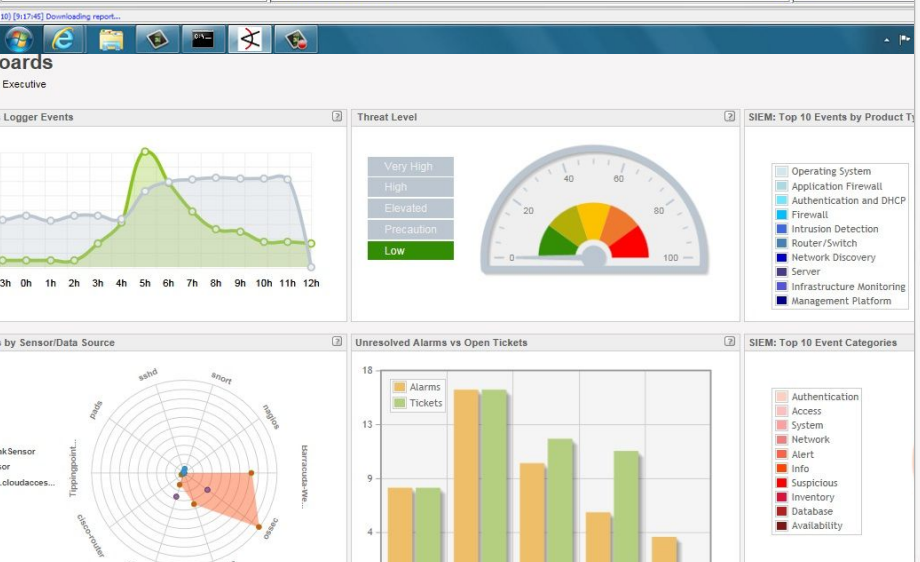 10) [9:17:45] Downloading report...
oards
Executive
Logger Events
?
Threat Level
?
SIEM: Top 10 Events by Product Ty
3h 0h 1h 2h 3h 4h 5h 6h 7h 8h 9h 10h 11h 12h
Very High
High
Elevated
Precaution
Low
0
20
40
60
80
100
Operating System
Application Firewall
Authentication and DHCP
Firewall
Intrusion Detection
Router/Switch
Network Discovery
Server
Infrastructure Monitoring
Management Platform
by Sensor/Data Source
?
Unresolved Alarms vs Open Tickets
?
SIEM: Top 10 Event Categories
sshd
snort
nagios
Barracuda-We...
ossec
cisco-router
Tippingpoint...
pads
nkSensor
sor
.cloudacces...
18
13
9
4
Alarms
Tickets
Authentication
Access
System
Network
Alert
Info
Suspicious
Inventory
Database
Availability